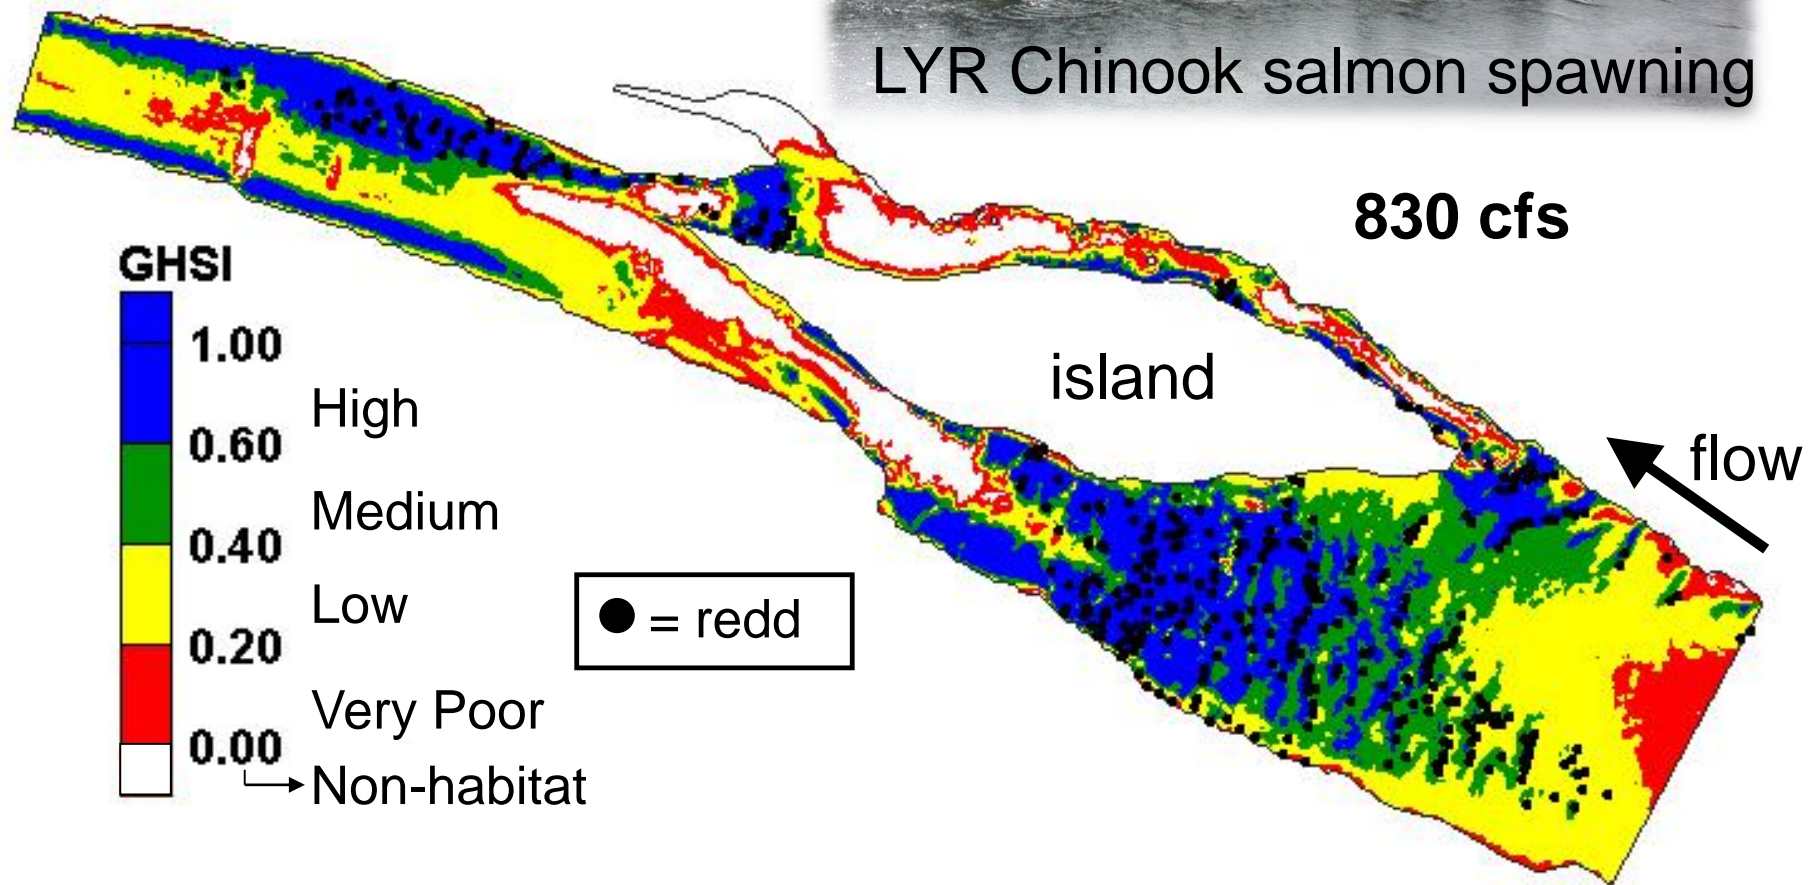 LYR Chinook salmon spawning
830 cfs
GHSI
1.00
High
0.60
Medium
0.40
Low
0.20
Very Poor
0.00
Non-habitat
= redd
island
flow